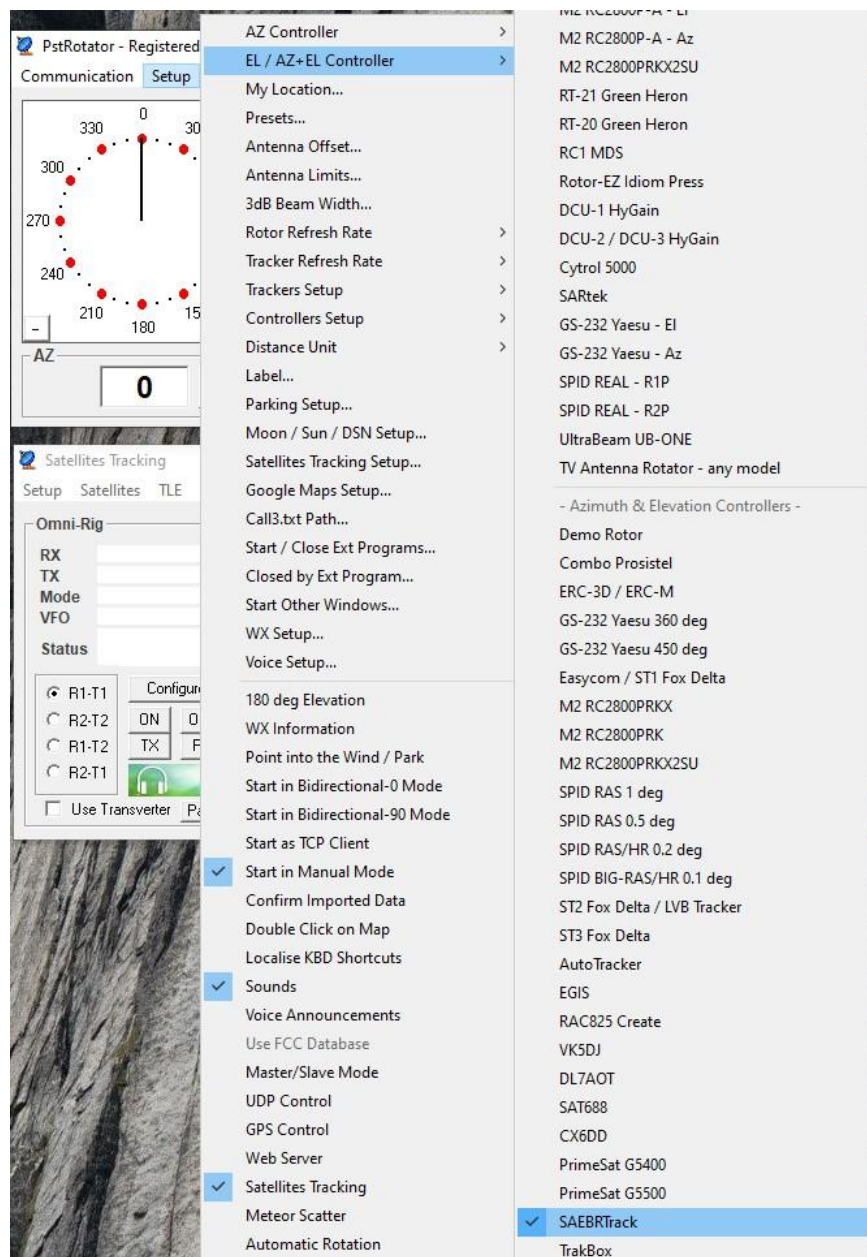 PstRotator - Registered
Communication Setup
0
330
30
300
270
240
210
15
180
-
AZ
0
Satellites Tracking
Setup Satellites TLE
Omni-Rig
RX
TX
Mode
VFO
Status
R1-T1
Configur
R2-T2
ON
O
R1-T2
TX
R2-T1
Use Transverter
Pa
AZ Controller
EL / AZ+EL Controller
My Location...
Presets...
Antenna Offset...
Antenna Limits...
3dB Beam Width...
Rotor Refresh Rate
Tracker Refresh Rate
Trackers Setup
Controllers Setup
Distance Unit
Label...
Parking Setup...
Moon / Sun / DSN Setup...
Satellites Tracking Setup...
Google Maps Setup...
Call3.txt Path...
Start / Close Ext Programs...
Closed by Ext Program...
Start Other Windows...
WX Setup...
Voice Setup...
180 deg Elevation
WX Information
Point into the Wind / Park
Start in Bidirectional-0 Mode
Start in Bidirectional-90 Mode
Start as TCP Client
Start in Manual Mode
Confirm Imported Data
Double Click on Map
Localise KBD Shortcuts
Sounds
Voice Announcements
Use FCC Database
Master/Slave Mode
UDP Control
GPS Control
Web Server
Satellites Tracking
Meteor Scatter
Automatic Rotation
M2 RC2800P-A - El
M2 RC2800P-A - Az
M2 RC2800PRKX2SU
RT-21 Green Heron
RT-20 Green Heron
RC1 MDS
Rotor-EZ Idiom Press
DCU-1 HyGain
DCU-2 / DCU-3 HyGain
Cytrol 5000
SARtek
GS-232 Yaesu - El
GS-232 Yaesu - Az
SPID REAL - R1P
SPID REAL - R2P
UltraBeam UB-ONE
TV Antenna Rotator - any model
- Azimuth & Elevation Controllers -
Demo Rotor
Combo Prosistel
ERC-3D / ERC-M
GS-232 Yaesu 360 deg
GS-232 Yaesu 450 deg
Easycom / ST1 Fox Delta
M2 RC2800PRKX
M2 RC2800PRK
M2 RC2800PRKX2SU
SPID RAS 1 deg
SPID RAS 0.5 deg
SPID RAS/HR 0.2 deg
SPID BIG-RAS/HR 0.1 deg
ST2 Fox Delta / LVB Tracker
ST3 Fox Delta
AutoTracker
EGIS
RAC825 Create
VK5DJ
DL7AOT
SAT688
CX6DD
PrimeSat G5400
PrimeSat G5500
SAEBRTrack
TrakBox